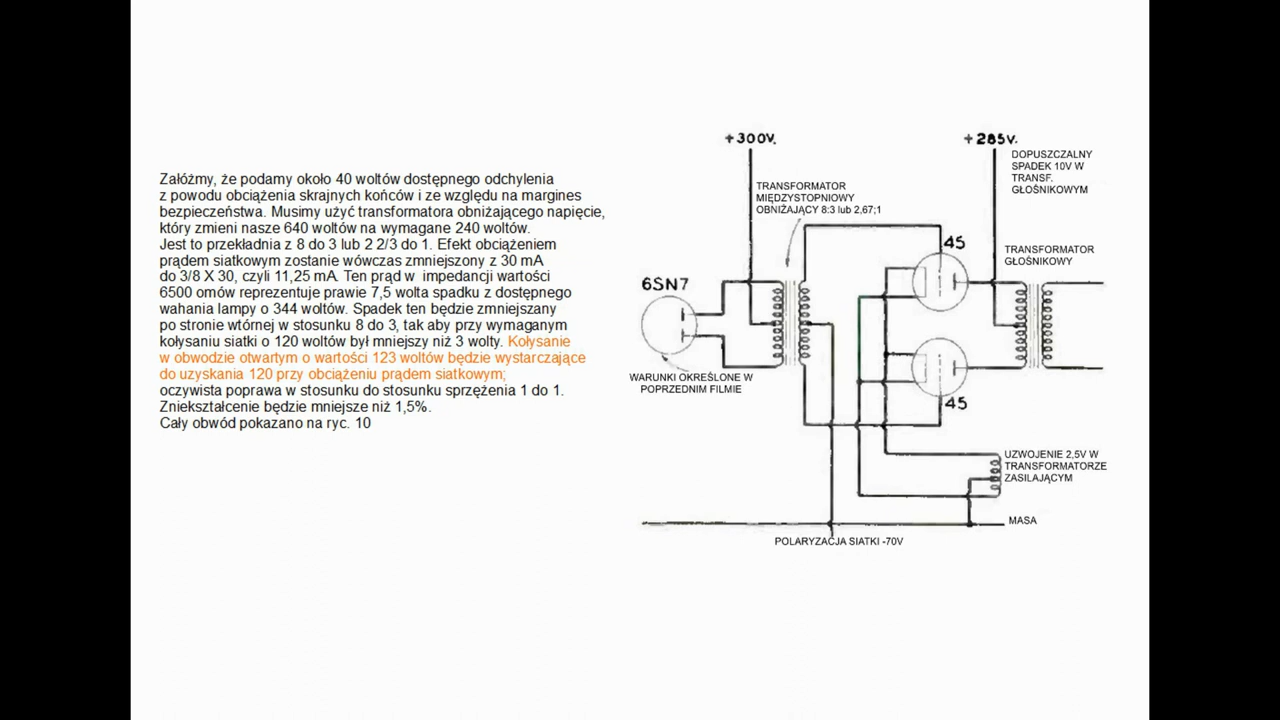 Załóżmy, że podamy około 40 woltów dostępnego odchylenia
z powodu obciążenia skrajnych końców i ze względu na margines
bezpieczeństwa. Musimy użyć transformatora obniżającego napięcie,
który zmieni nasze 640 woltów na wymagane 240 woltów.
Jest to przekładnia z 8 do 3 lub 2 2/3 do 1. Efekt obciążeniem
prądem siatkowym zostanie wówczas zmniejszony z 30 mA
do 3/8 X 30, czyli 11,25 mA. Ten prąd w impedancji wartości
6500 omów reprezentuje prawie 7,5 wolta spadku z dostępnego
wahania lampy o 344 woltów. Spadek ten będzie zmniejszany
po stronie wtórnej w stosunku 8 do 3, tak aby przy wymaganym
kołysaniu siatki o 120 woltów był mniejszy niż 3 wolty. Kołysanie
w obwodzie otwartym o wartości 123 woltów będzie wystarczające
do uzyskania 120 przy obciążeniu prądem siatkowym;
oczywista poprawa w stosunku do stosunku sprzężenia 1 do 1.
Zniekształcenie będzie mniejsze niż 1,5%.
Cały obwód pokazano na ryc. 10
+300V.
+285V.
DOPUSZCZALNY
SPADEK 10V W
TRANSF.
GŁOŚNIKOWYM
TRANSFORMATOR
MIĘDZYSTOPNIOWY
OBNIŻAJĄCY 8:3 lub 2,67;1
45
TRANSFORMATOR
GŁOŚNIKOWY
6SN7
WARUNKI OKREŚLONE W
POPRZEDNIM FILMIE
45
UZWOJENIE 2,5V W
TRANSFORMATORZE
ZASILAJĄCYM
MASA
POLARYZACJA SIATKI -70V